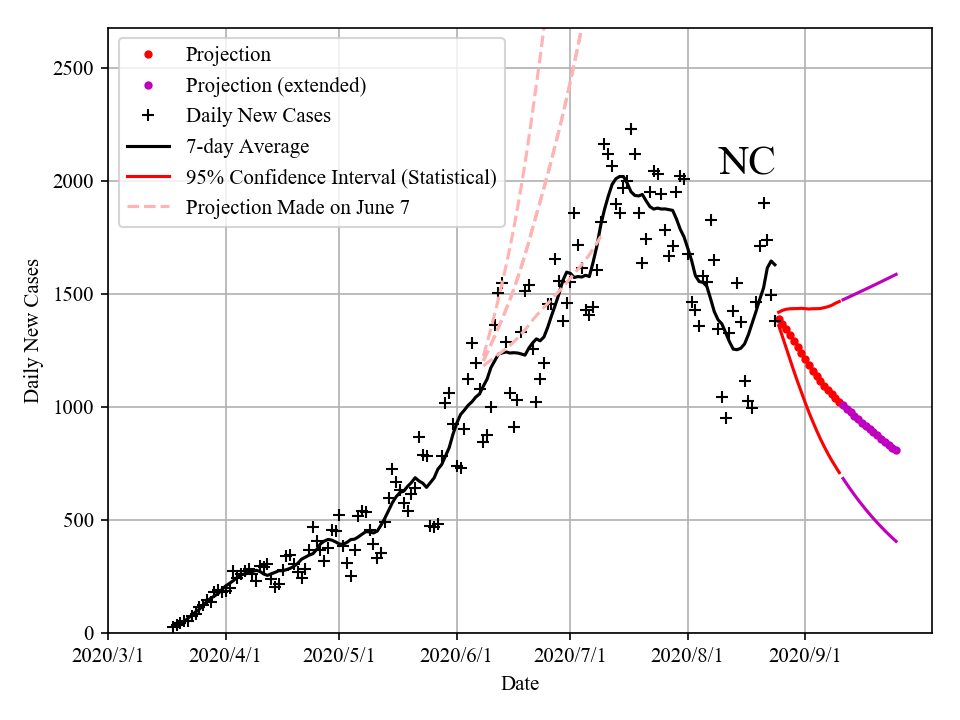 2500
2000
1500
1000
500
0
Daily New Cases
Projection
Projection (extended)
Daily New Cases
7-day Average
95% Confidence Interval (Statistical)
Projection Made on June 7
NC
2020/3/1 2020/4/1 2020/5/1 2020/6/1 2020/7/1 2020/8/1 2020/9/1
Date